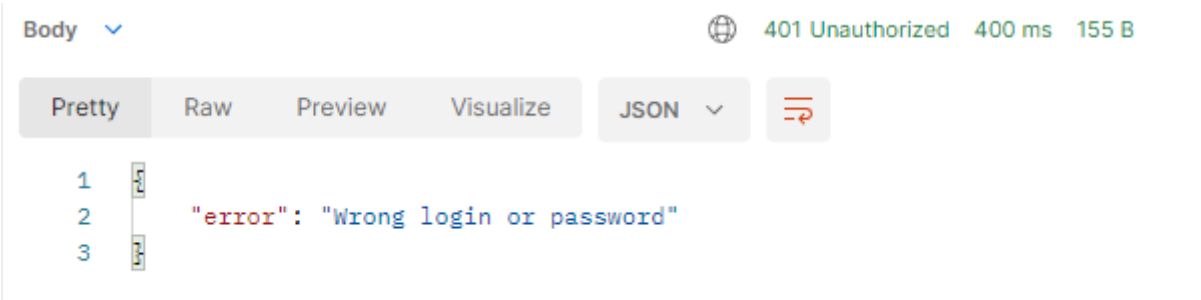 Body 401 Unauthorized 400 ms 155 B
Pretty Raw Preview Visualize JSON
1 {
2 "error": "Wrong login or password"
3 }